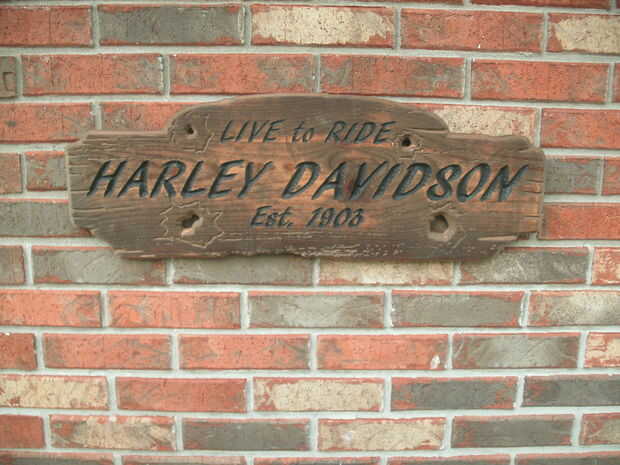 LIVE to RIDE
HARLEY DAVIDSON
Est. 1903